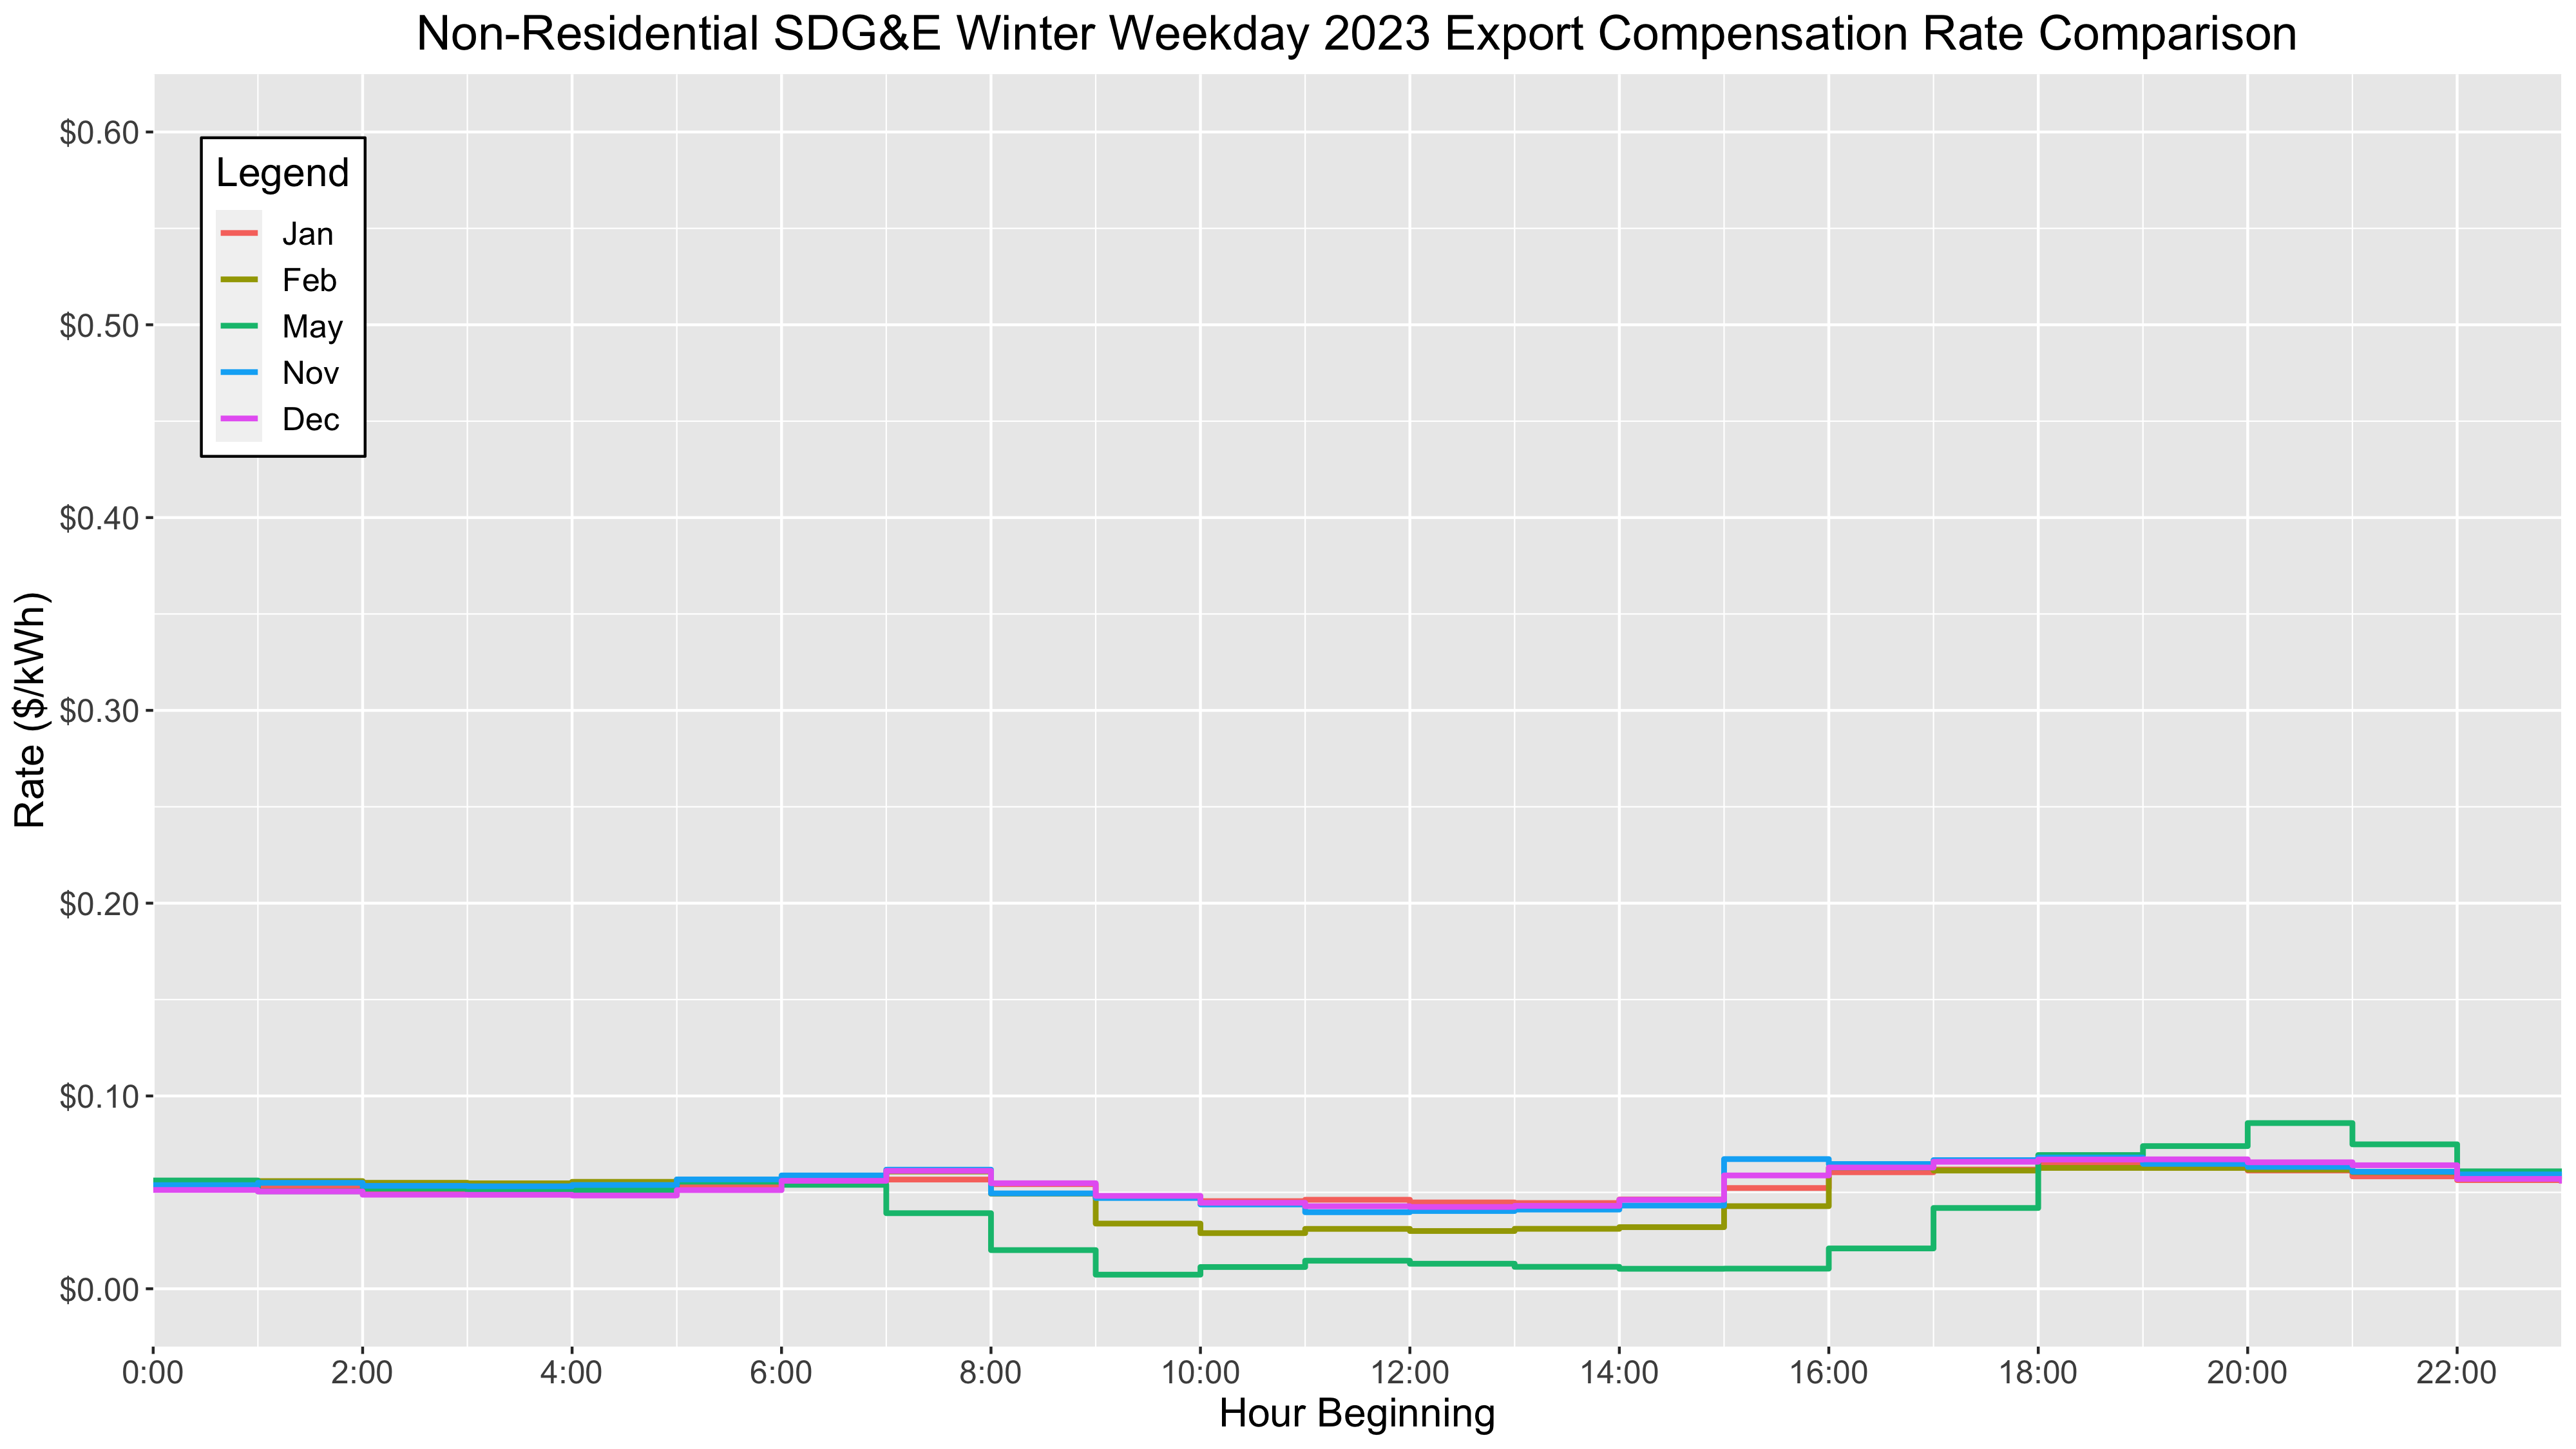 Non-Residential SDG&E Winter Weekday 2023 Export Compensation Rate Comparison
$0.60
$0.50
$0.40
$0.30
$0.20
$0.10
$0.00
Rate ($/kWh)
Legend
Jan
Feb
May
Nov
Dec
0:00 2:00 4:00 6:00 8:00 10:00 12:00 14:00 16:00 18:00 20:00 22:00
Hour Beginning